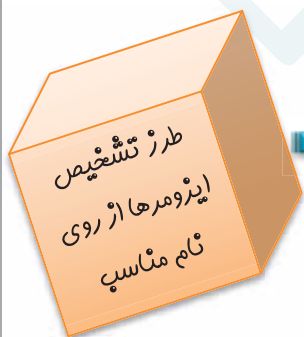 طرز تشخیص
ایزومرها از روی
نام مناسب